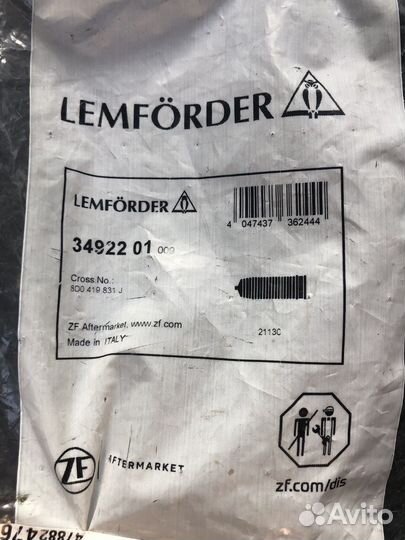 LEMFÖRDER
LEMFÖRDER
34922 01 009
4 047437 362444
Cross No.:
8D0 419 831 J
ZF Aftermarket, www.zf.com
21130
Made in ITALY
ZF AFTERMARKET
zf.com/dis
Avito